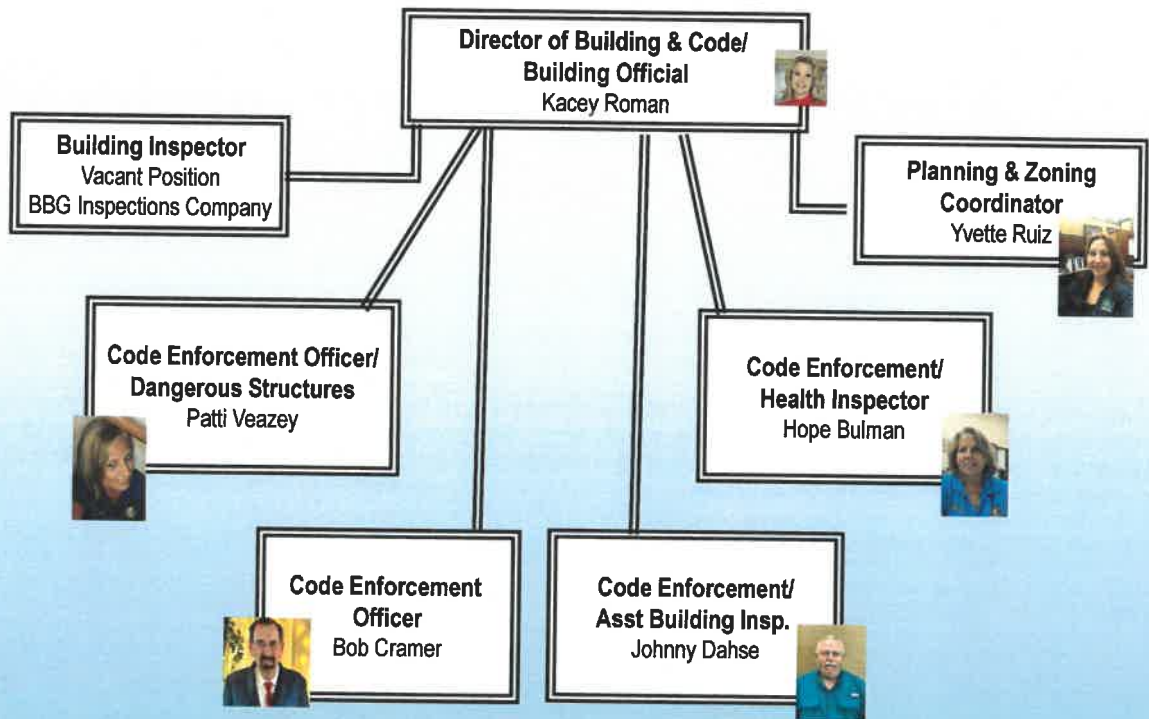 Director of Building & Code/
Building Official
Kacey Roman
Building Inspector
Vacant Position
BBG Inspections Company
Planning & Zoning
Coordinator
Yvette Ruiz
Code Enforcement Officer/
Dangerous Structures
Patti Veazey
Code Enforcement/
Health Inspector
Hope Bulman
Code Enforcement
Officer
Bob Cramer
Code Enforcement/
Asst Building Insp.
Johnny Dahse